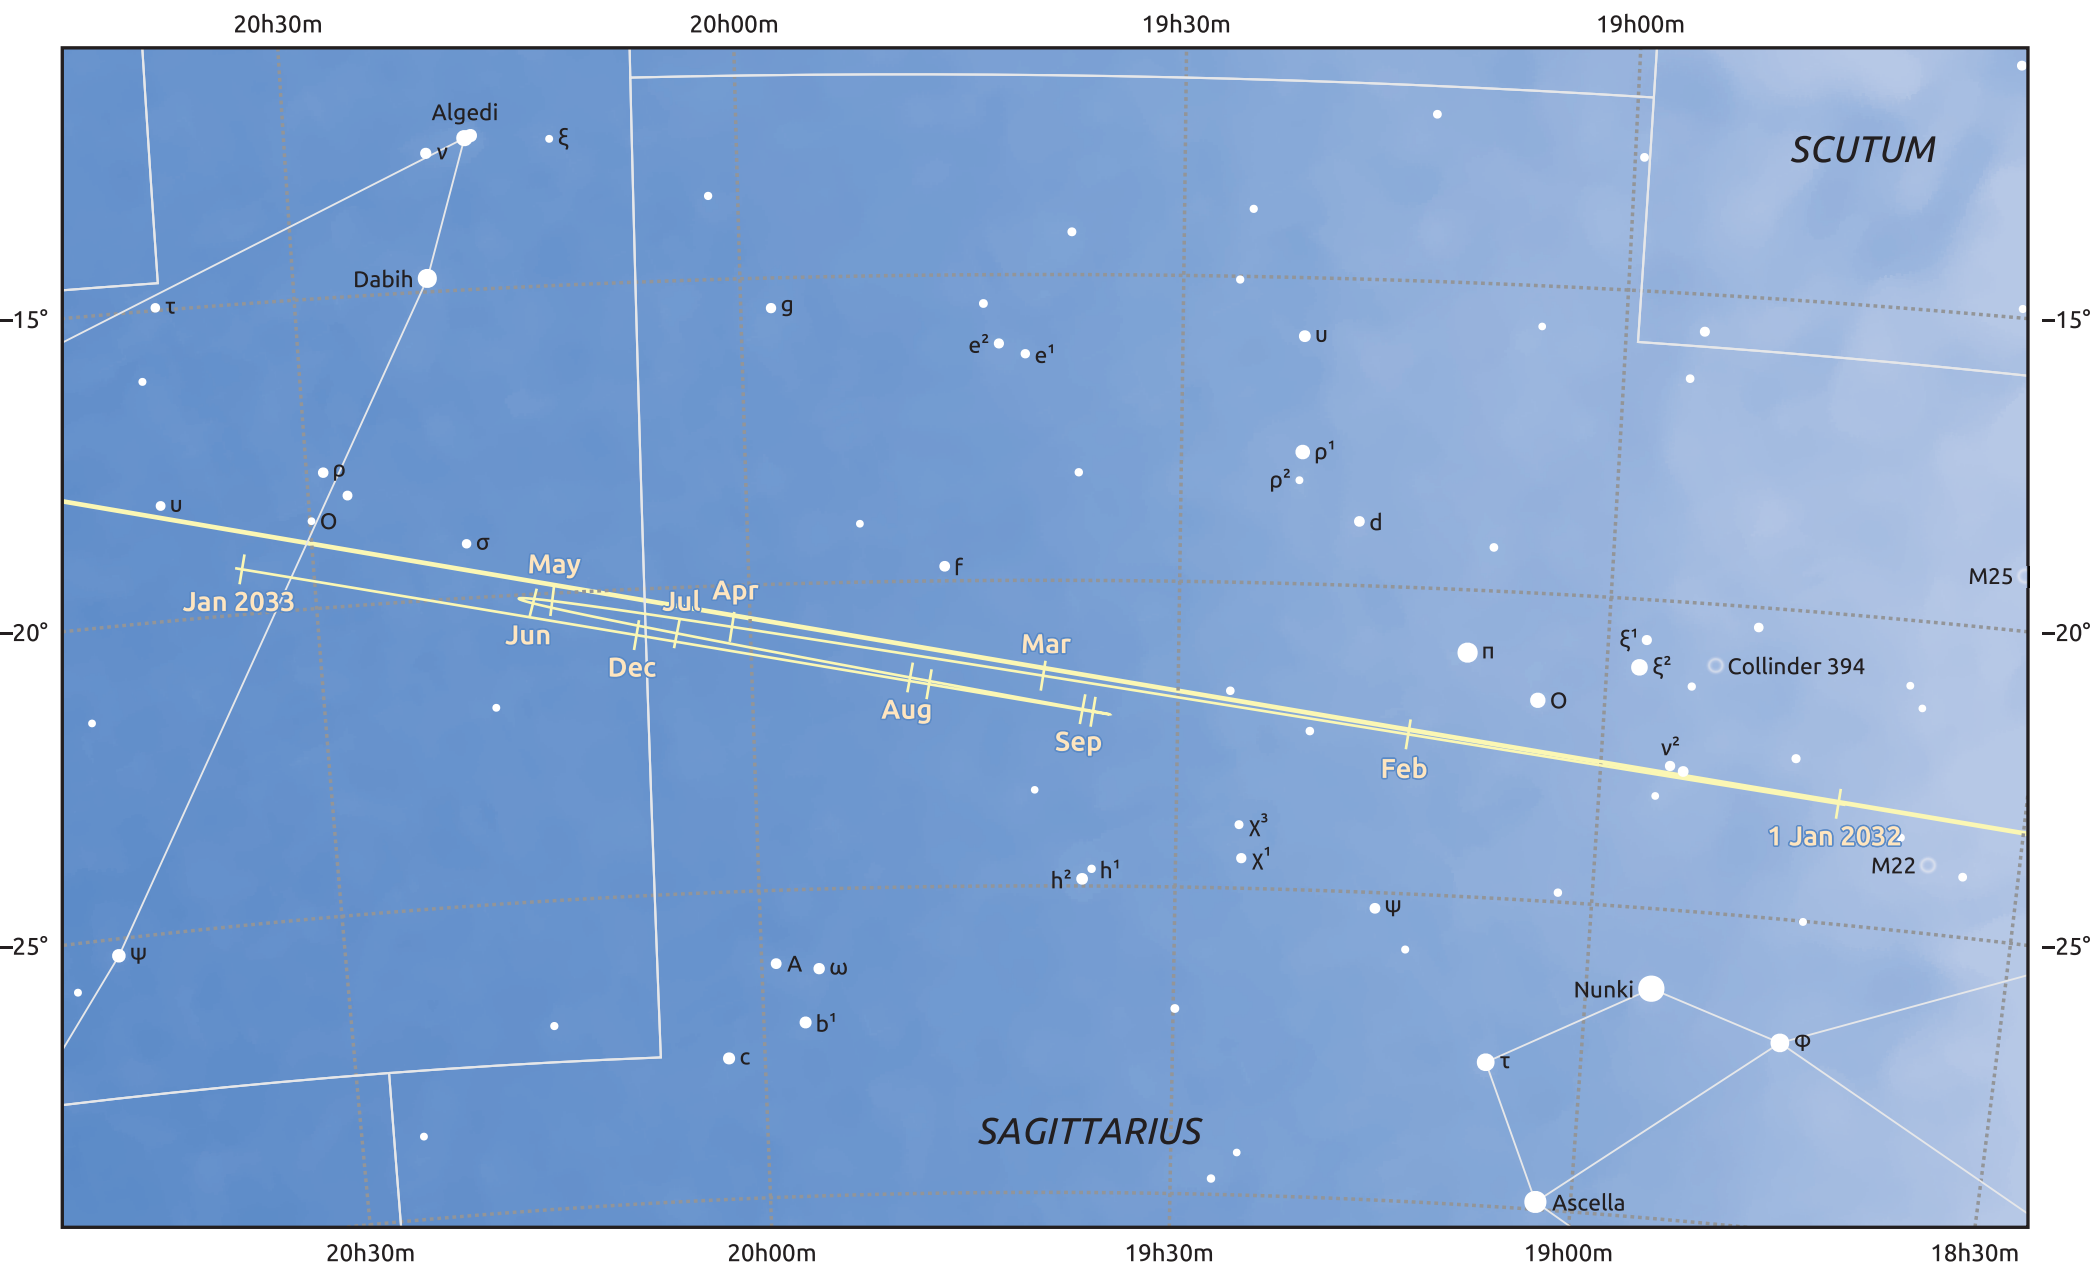 20h30m 20h00m 19h30m 19h00m
Algedi
ν
ξ
SCUTUM
Dabih
τ
g
−15°
−15°
e² e¹
υ
ρ
ρ¹
ρ²
υ
O
d
σ
f
May
M25
Jan 2033
Jul
Apr
Jun
−20°
−20°
Mar
Dec
π
ξ¹
ξ²
Collinder 394
O
Aug
Sep
ν²
Feb
1 Jan 2032
χ³
χ¹
M22
h² h¹
ψ
−25°
−25°
ψ
A ω
Nunki
b¹
φ
c
τ
SAGITTARIUS
Ascella
20h30m 20h00m 19h30m 19h00m 18h30m